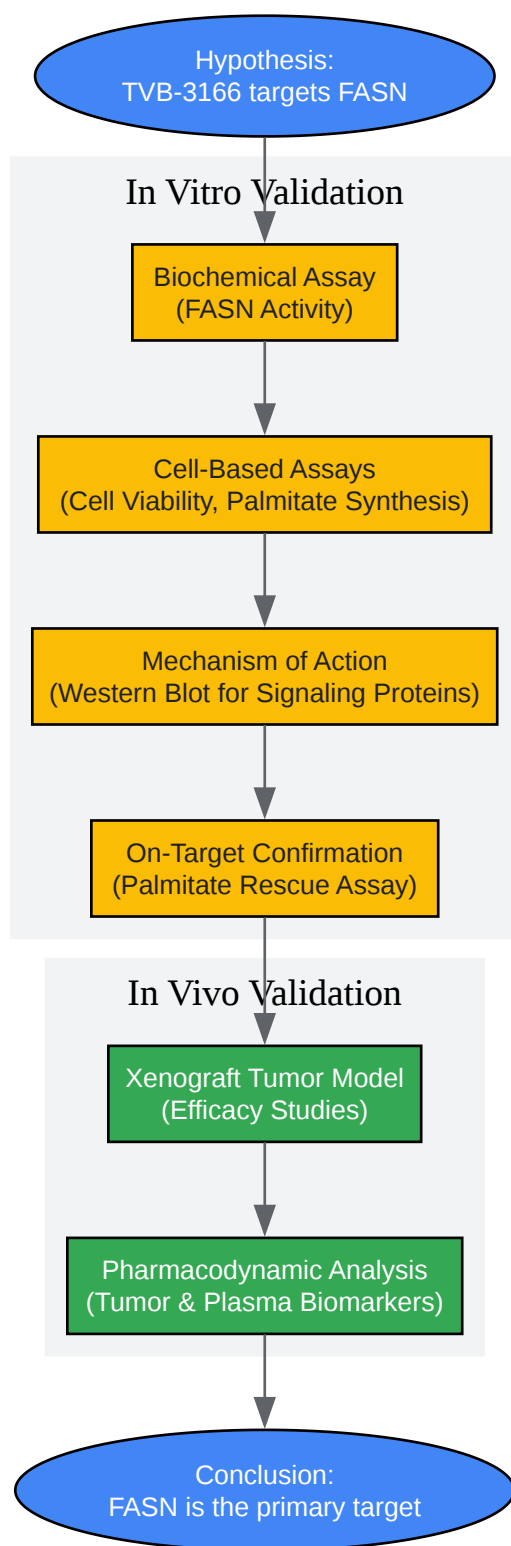 Hypothesis:
TVB-3166 targets FASN
In Vitro Validation
Biochemical Assay
(FASN Activity)
Cell-Based Assays
(Cell Viability, Palmitate Synthesis)
Mechanism of Action
(Western Blot for Signaling Proteins)
On-Target Confirmation
(Palmitate Rescue Assay)
In Vivo Validation
Xenograft Tumor Model
(Efficacy Studies)
Pharmacodynamic Analysis
(Tumor & Plasma Biomarkers)
Conclusion:
FASN is the primary target